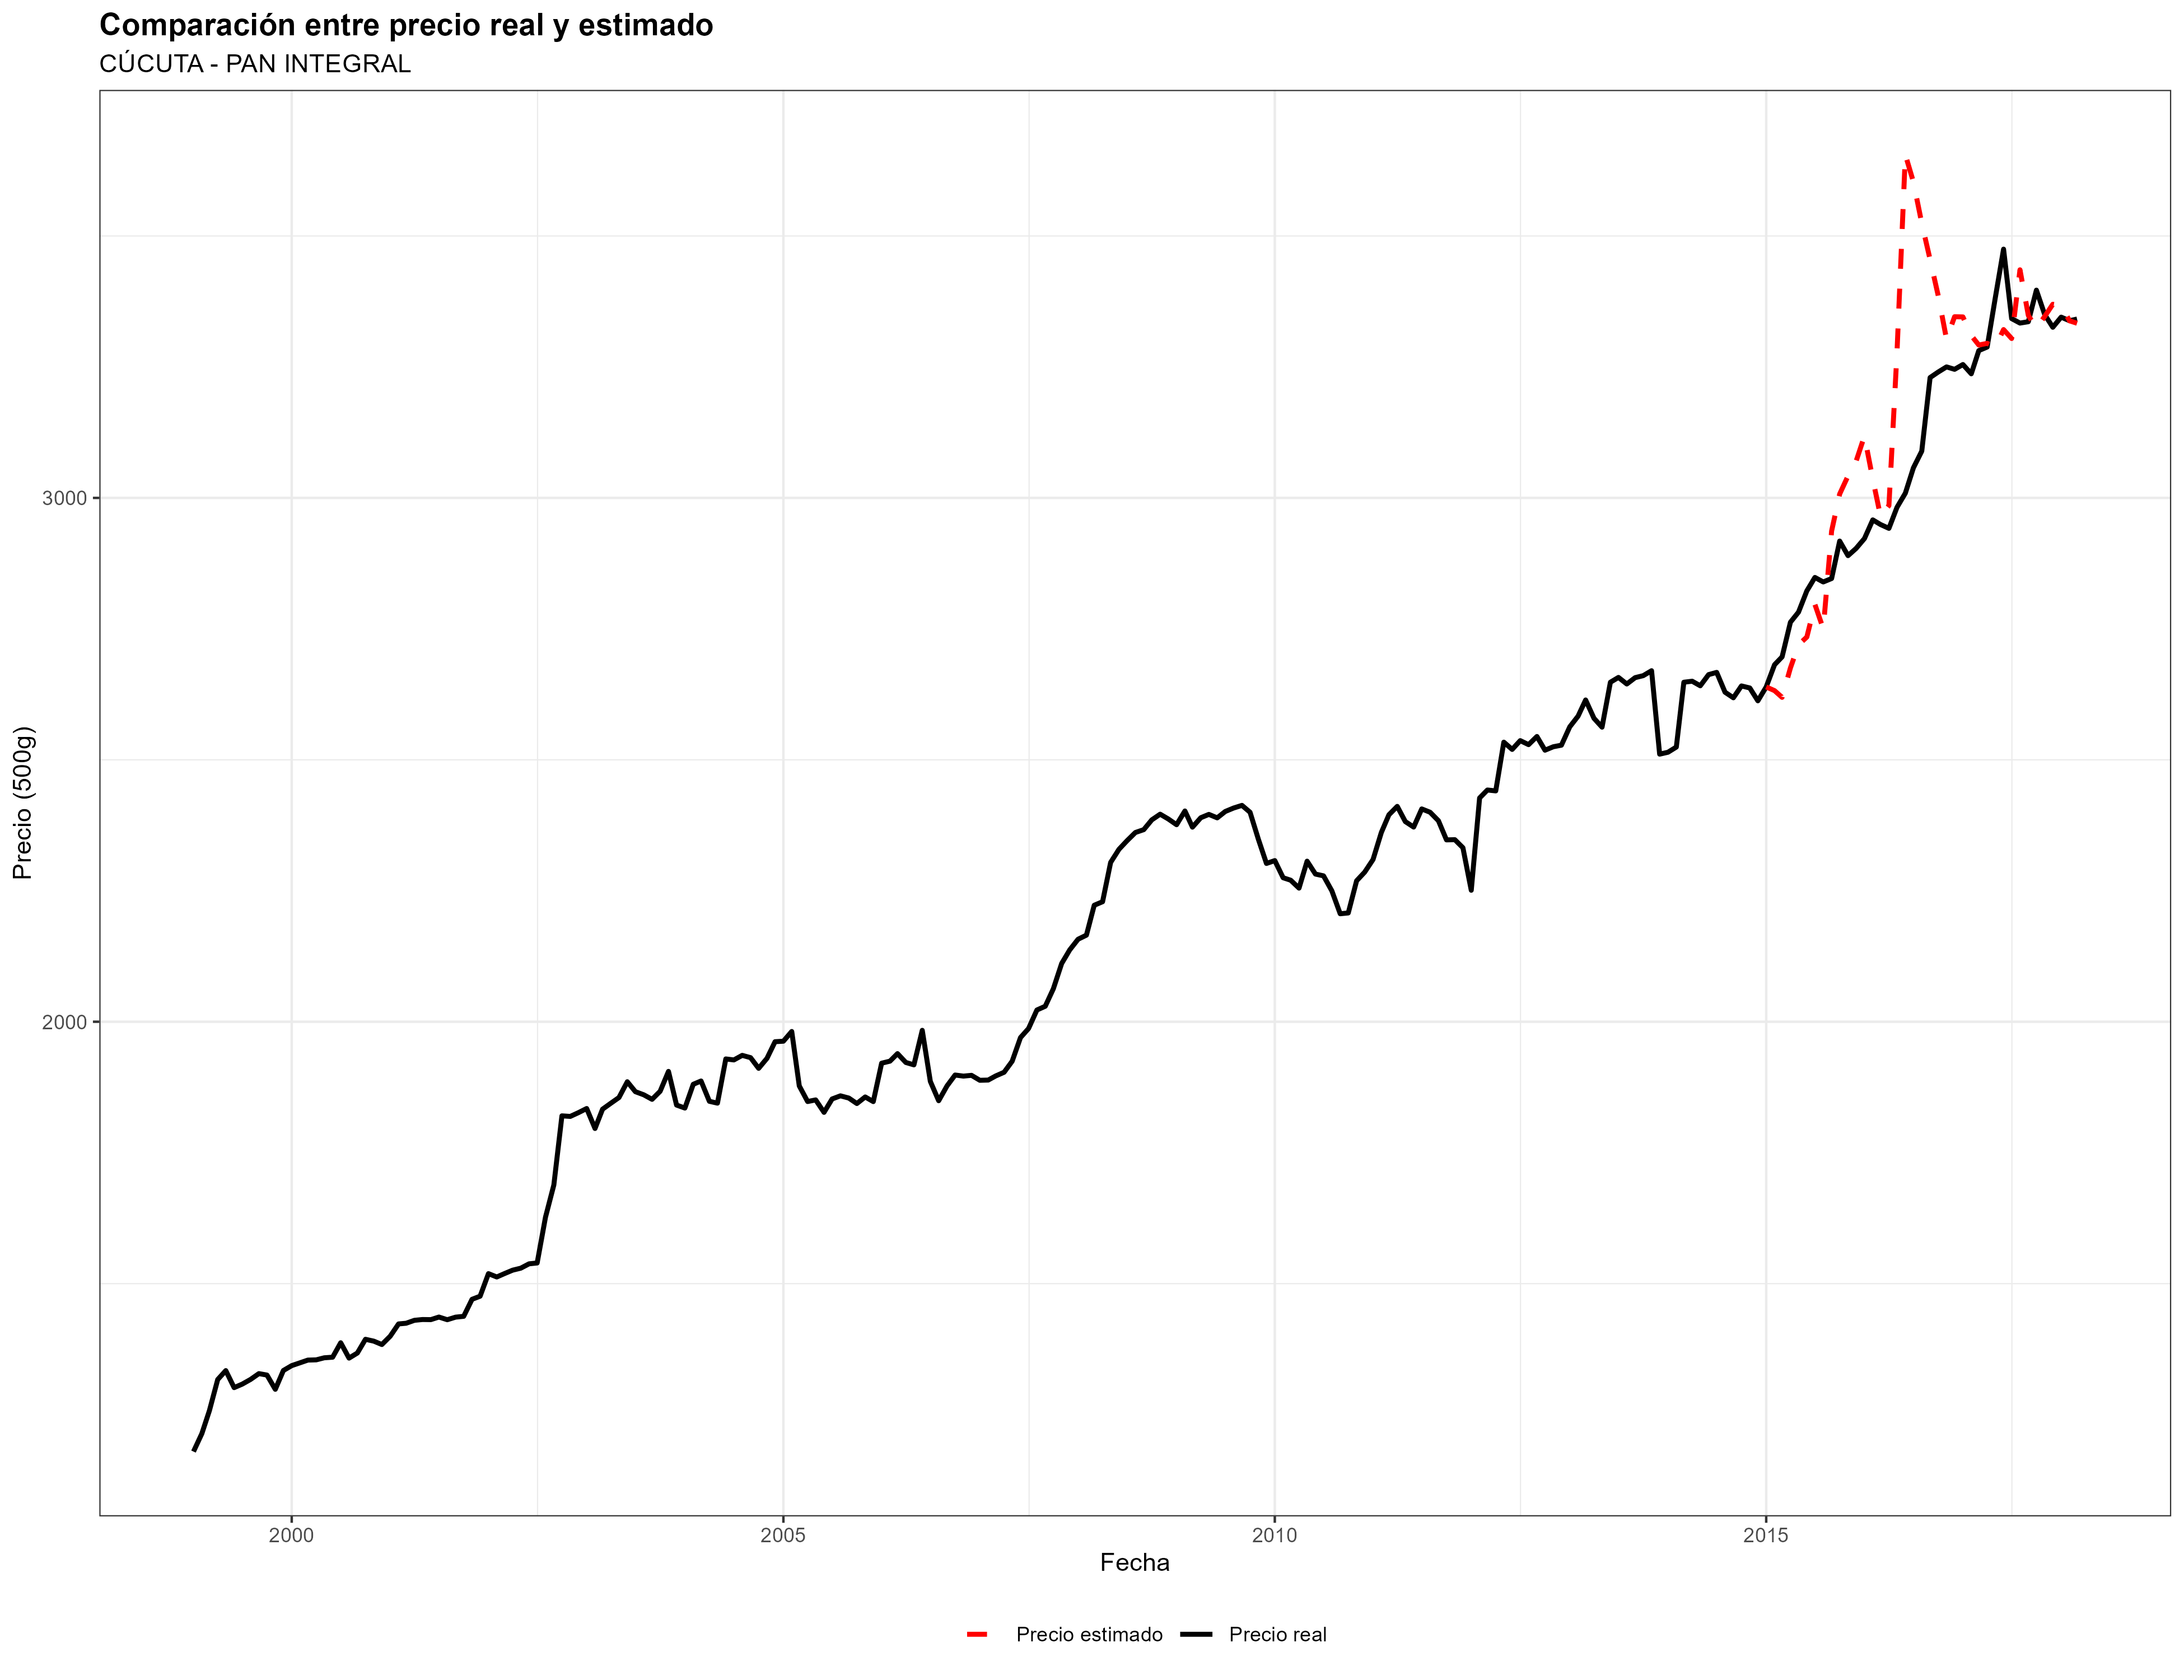 Comparación entre precio real y estimado
CÚCUTA - PAN INTEGRAL
Precio (500g)
3000
2000
2000
2005
2010
2015
Fecha
Precio estimado
Precio real